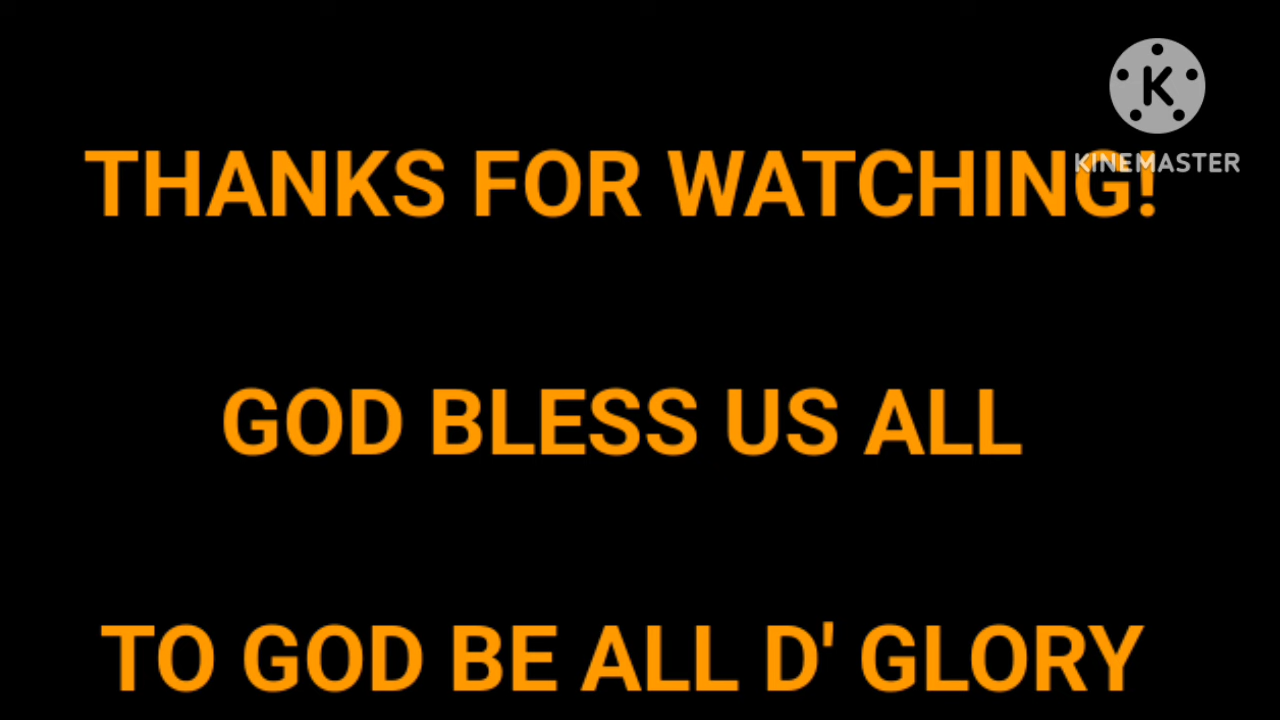 K
KINEMASTER
THANKS FOR WATCHING!
GOD BLESS US ALL
TO GOD BE ALL D' GLORY